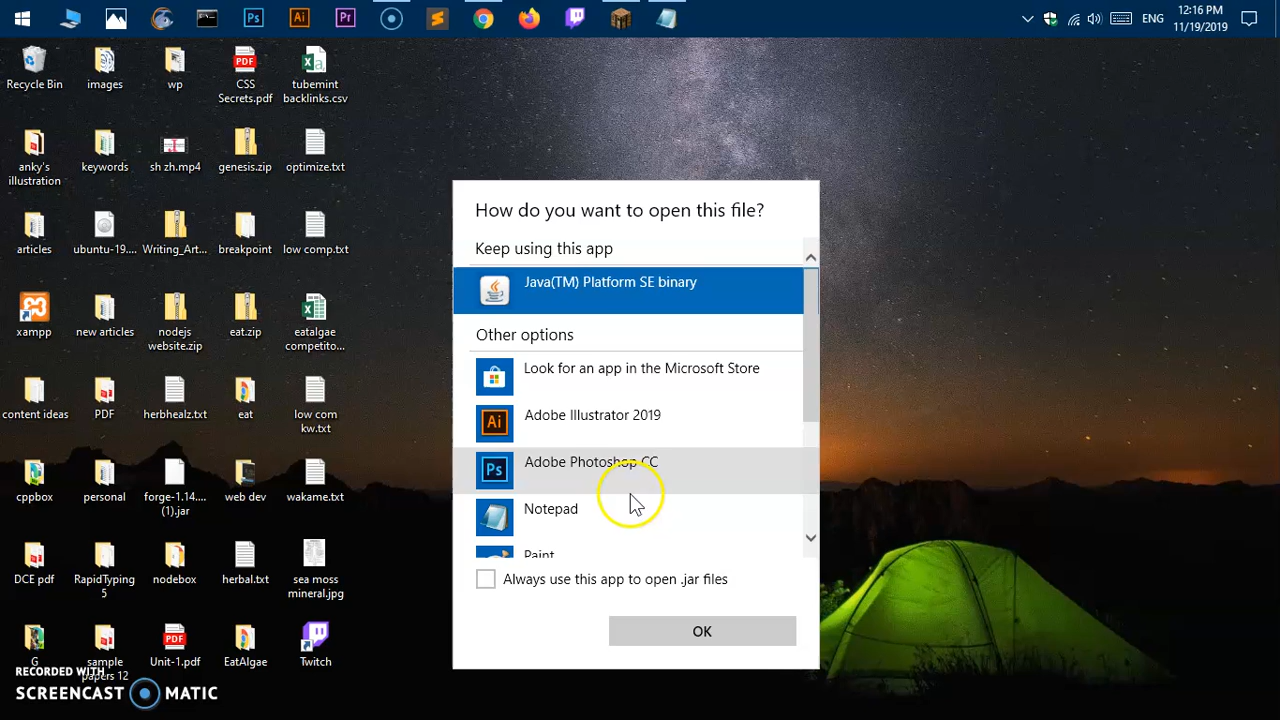 12:16 PM
ENG
11/19/2019
Recycle Bin
images
wp
CSS
Secrets.pdf
tubemint
backlinks.csv
anky's
illustration
keywords
sh zh.mp4
genesis.zip
optimize.txt
articles
ubuntu-19....
Writing_Art...
breakpoint
low comp.txt
xampp
new articles
nodejs
website.zip
eat.zip
eatalgae
competito...
content ideas
PDF
herbhealz.txt
eat
low com
kw.txt
cppbox
personal
forge-1.14....
(1).jar
web dev
wakame.txt
DCE pdf
RapidTyping
5
nodebox
herbal.txt
sea moss
mineral.jpg
G
sample
papers 12
Unit-1.pdf
EatAlgae
Twitch
How do you want to open this file?
Keep using this app
Java(TM) Platform SE binary
Other options
Look for an app in the Microsoft Store
Adobe Illustrator 2019
Adobe Photoshop CC
Notepad
Paint
Always use this app to open .jar files
OK
RECORDED WITH
SCREENCAST MATIC